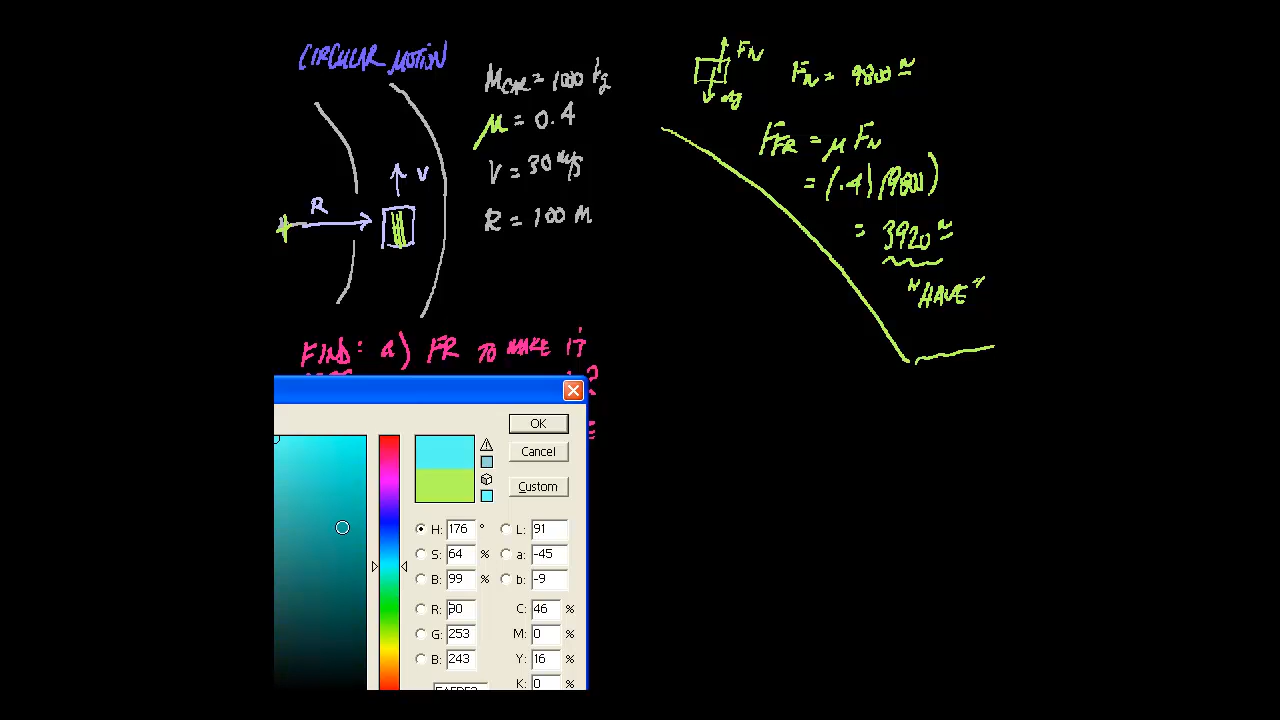 CIRCULAR MOTION
MCAR = 1000 kg
μ = 0.4
V = 30 m/s
R = 100 M
V
R
FIND: a) FR TO MAKE IT
?
FN
mg
FN = 9800 N
FFR = μ FN
= (.4)(9800)
= 3920 N
"HAVE"
OK
Cancel
Custom
H: 176 °
L: 91
S: 64 %
a: -45
B: 99 %
b: -9
R: 90
C: 46 %
G: 253
M: 0 %
B: 243
Y: 16 %
K: 0 %